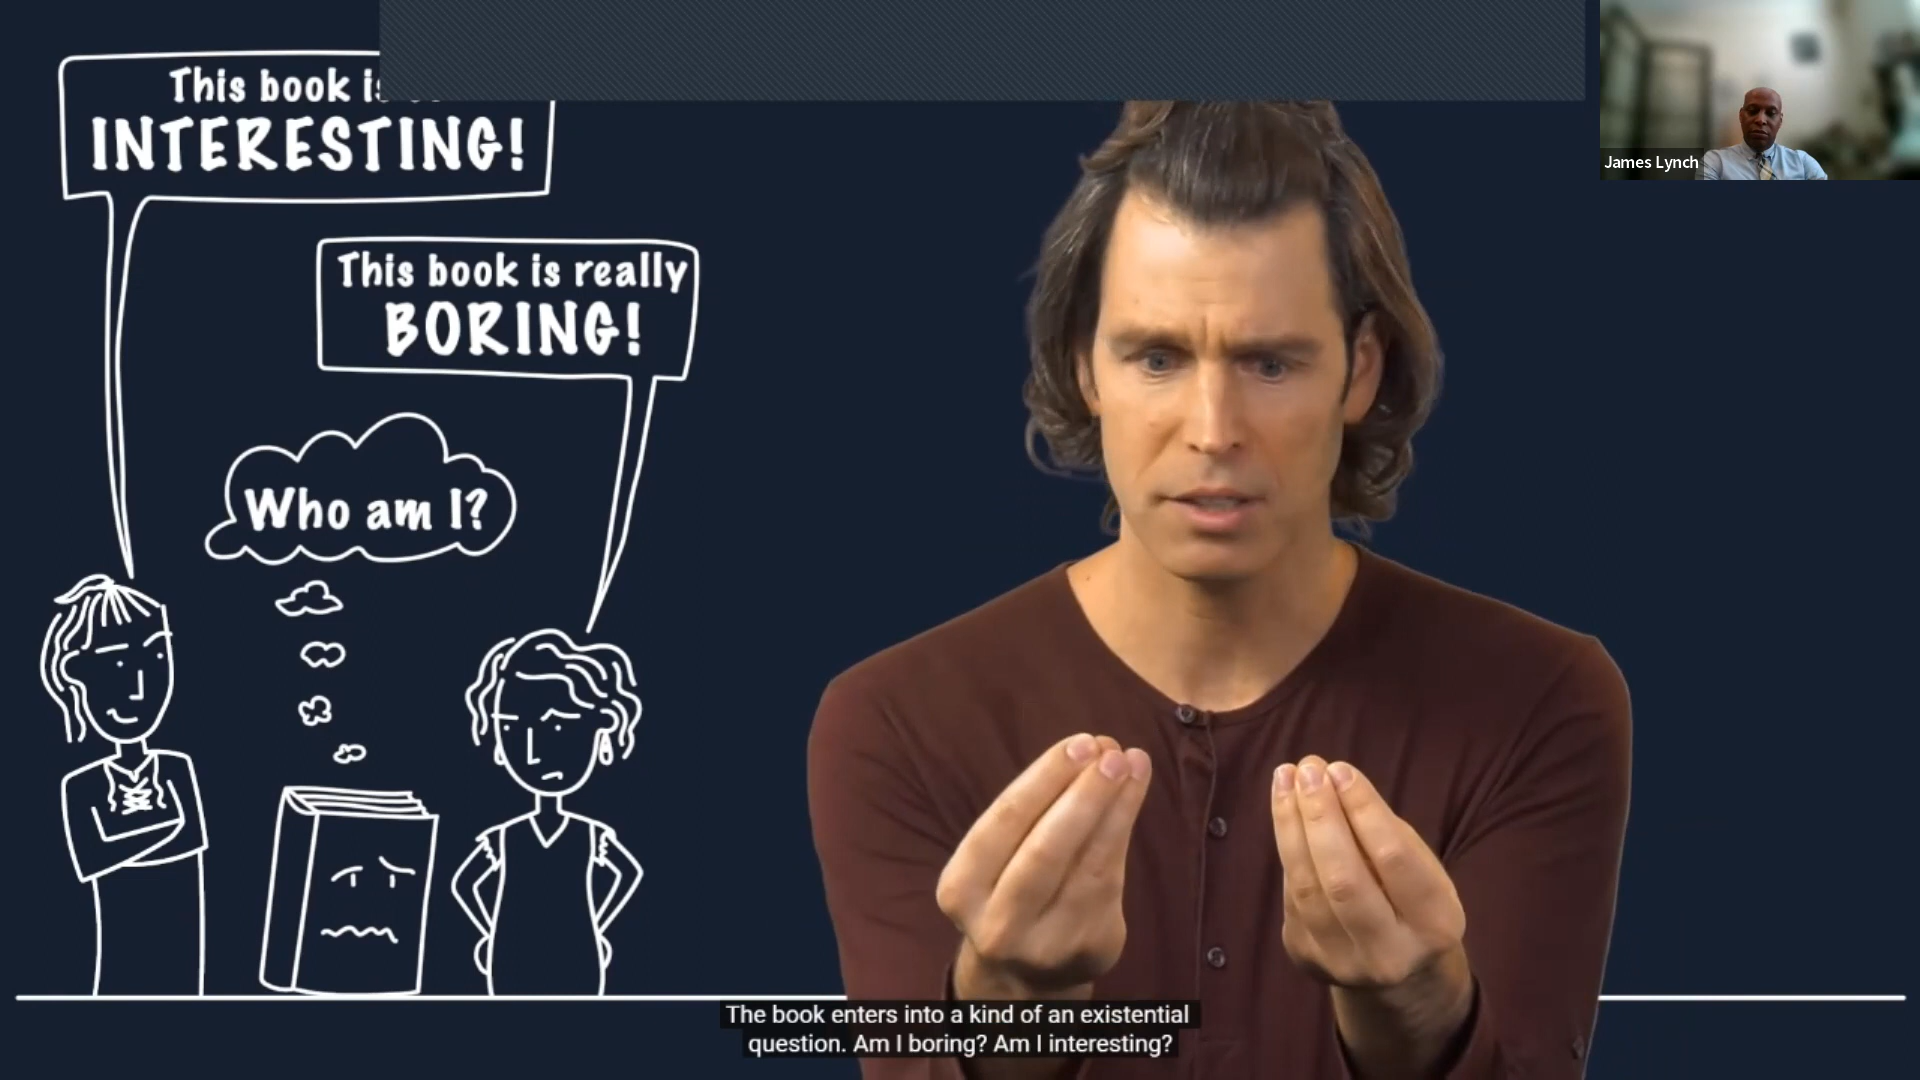 This book is
INTERESTING!
This book is really
BORING!
Who am I?
James Lynch
The book enters into a kind of an existential
question. Am I boring? Am I interesting?